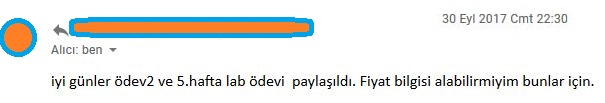 30 Eyl 2017 Cmt 22:30
Alıcı: ben
iyi günler ödev2 ve 5.hafta lab ödevi paylaşıldı. Fiyat bilgisi alabilirmiyim bunlar için.